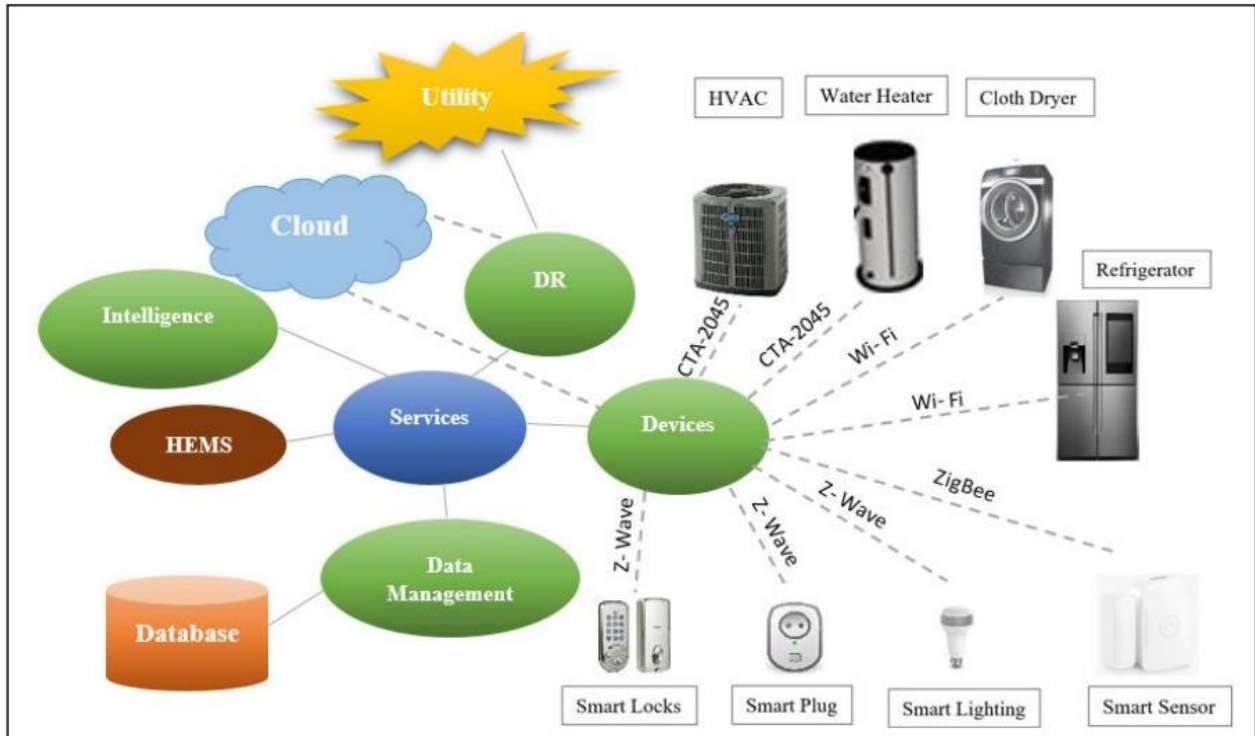 Utility
HVAC
Water Heater
Cloth Dryer
Cloud
DR
Refrigerator
Intelligence
CTA-2045
CTA-2045
Wi- Fi
Wi- Fi
Services
Devices
HEMS
ZigBee
Z- Wave
Z- Wave
Z- Wave
Data
Management
Database
Smart Locks
Smart Plug
Smart Lighting
Smart Sensor